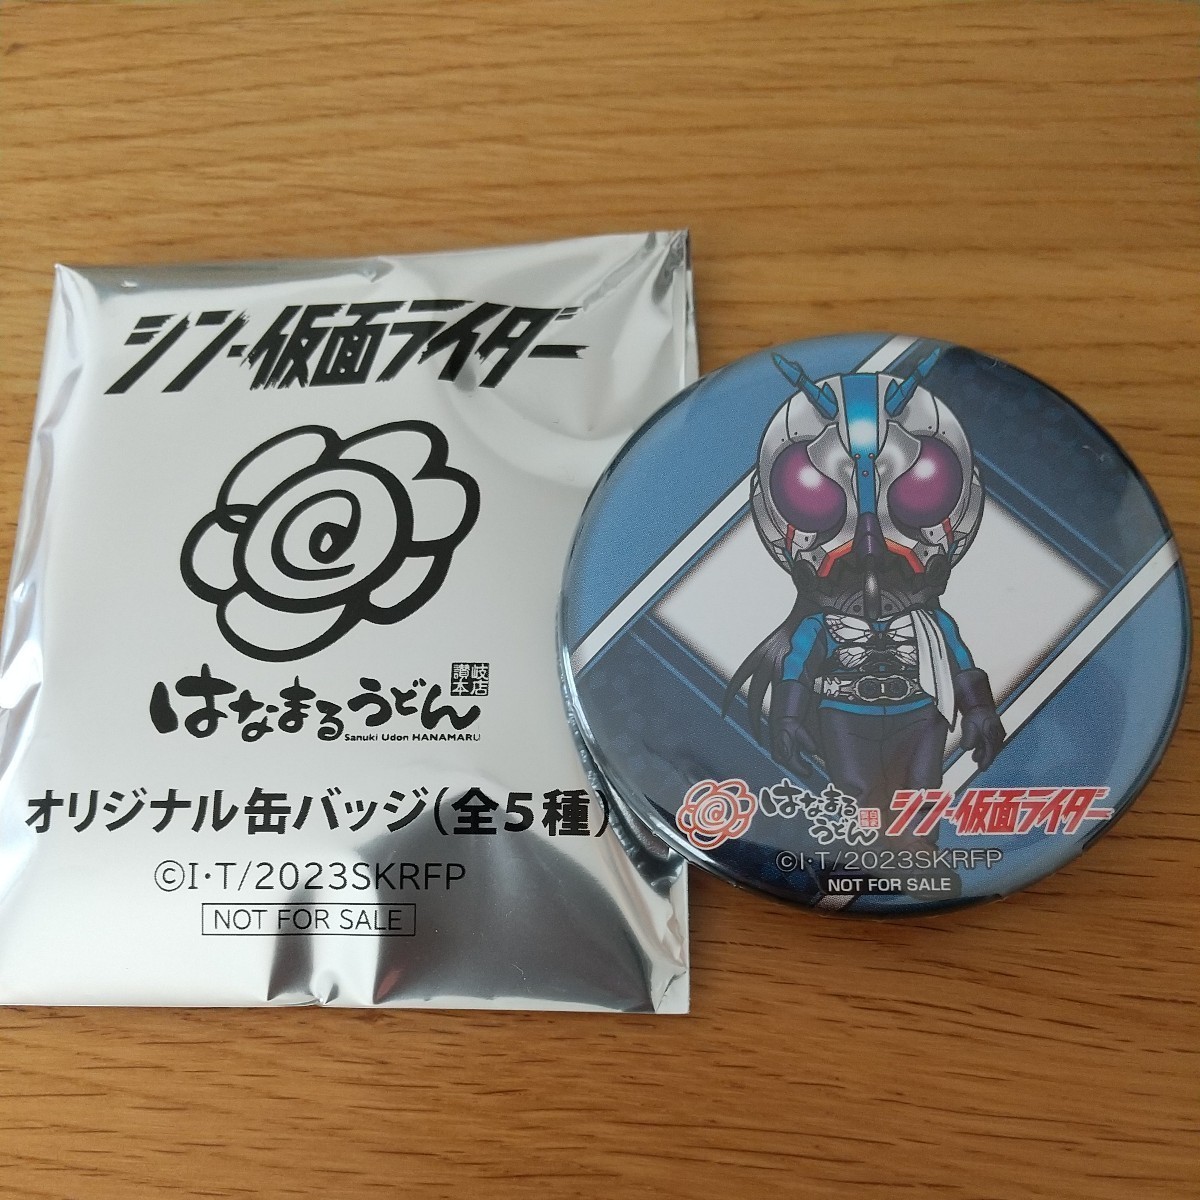 シン・仮面ライダー
讃岐
本店
はなまるうどん
Sanuki Udon HANAMARU
オリジナル缶バッジ(全5種)
©I・T/2023SKRFP
NOT FOR SALE
はなまる
うどん
シン・仮面ライダー
©I・T/2023SKRFP
NOT FOR SALE